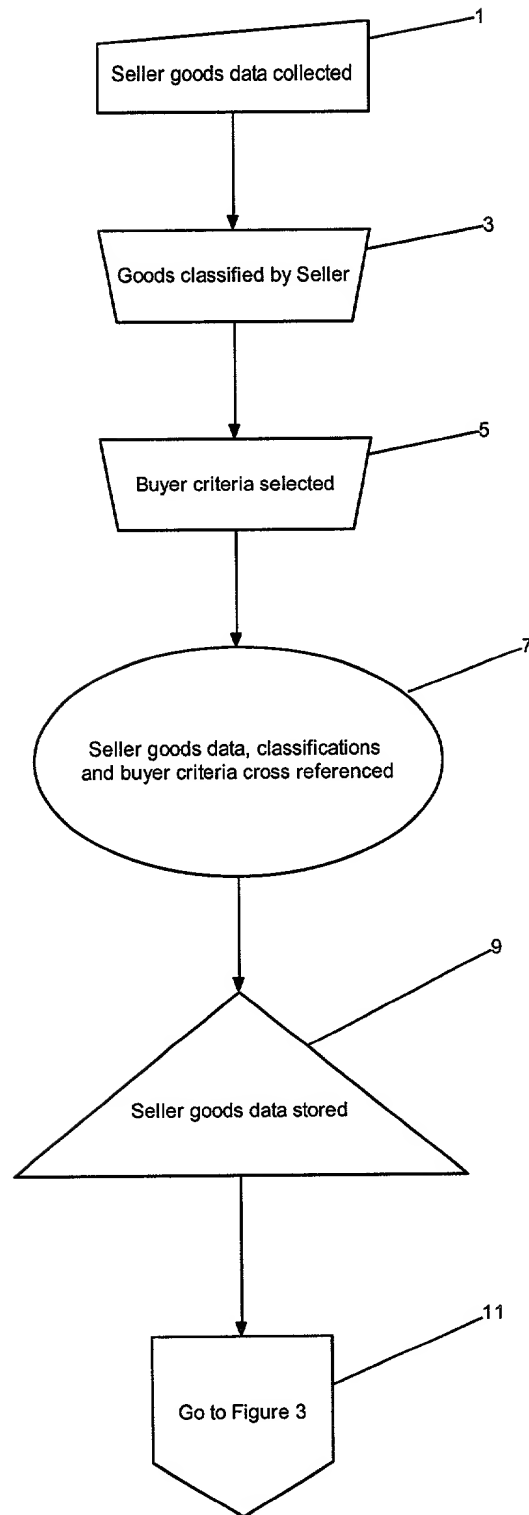 1
Seller goods data collected
3
Goods classified by Seller
5
Buyer criteria selected
7
Seller goods data, classifications
and buyer criteria cross referenced
9
Seller goods data stored
11
Go to Figure 3